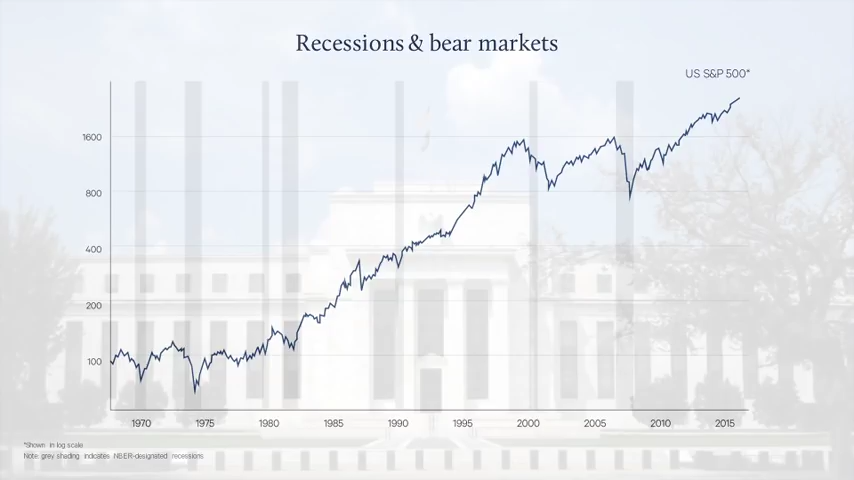 Recessions & bear markets
US S&P 500*
1600
800
400
200
100
1970 1975 1980 1985 1990 1995 2000 2005 2010 2015
*Shown in log scale
Note: grey shading indicates NBER-designated recessions